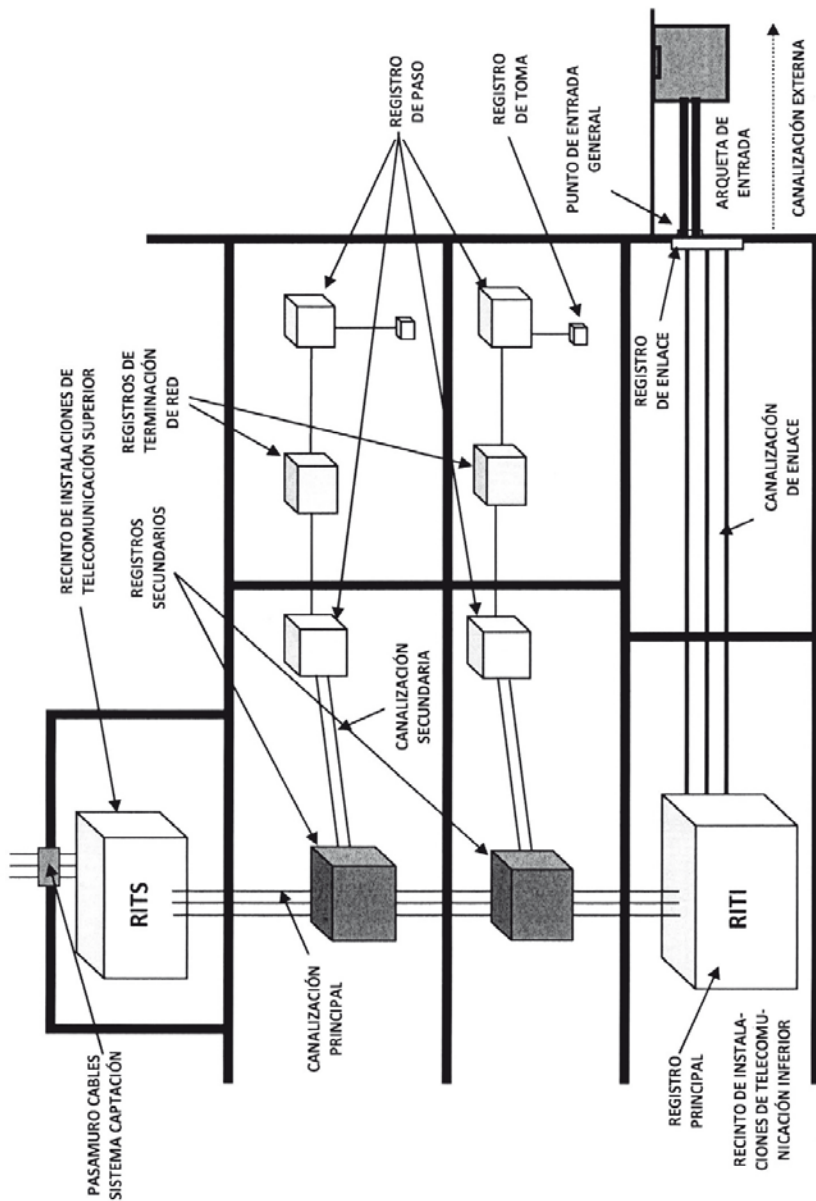 PASAMURO CABLES
SISTEMA CAPTACIÓN
RECINTO DE INSTALACIONES DE
TELECOMUNICACIÓN SUPERIOR
RITS
REGISTROS
SECUNDARIOS
REGISTROS DE
TERMINACIÓN
DE RED
REGISTRO
DE PASO
CANALIZACIÓN
PRINCIPAL
CANALIZACIÓN
SECUNDARIA
REGISTRO
DE TOMA
PUNTO DE ENTRADA
GENERAL
REGISTRO
PRINCIPAL
RITI
RECINTO DE INSTALA-
CIONES DE TELECOMU-
NICACIÓN INFERIOR
REGISTRO
DE ENLACE
CANALIZACIÓN
DE ENLACE
ARQUETA DE
ENTRADA
CANALIZACIÓN EXTERNA